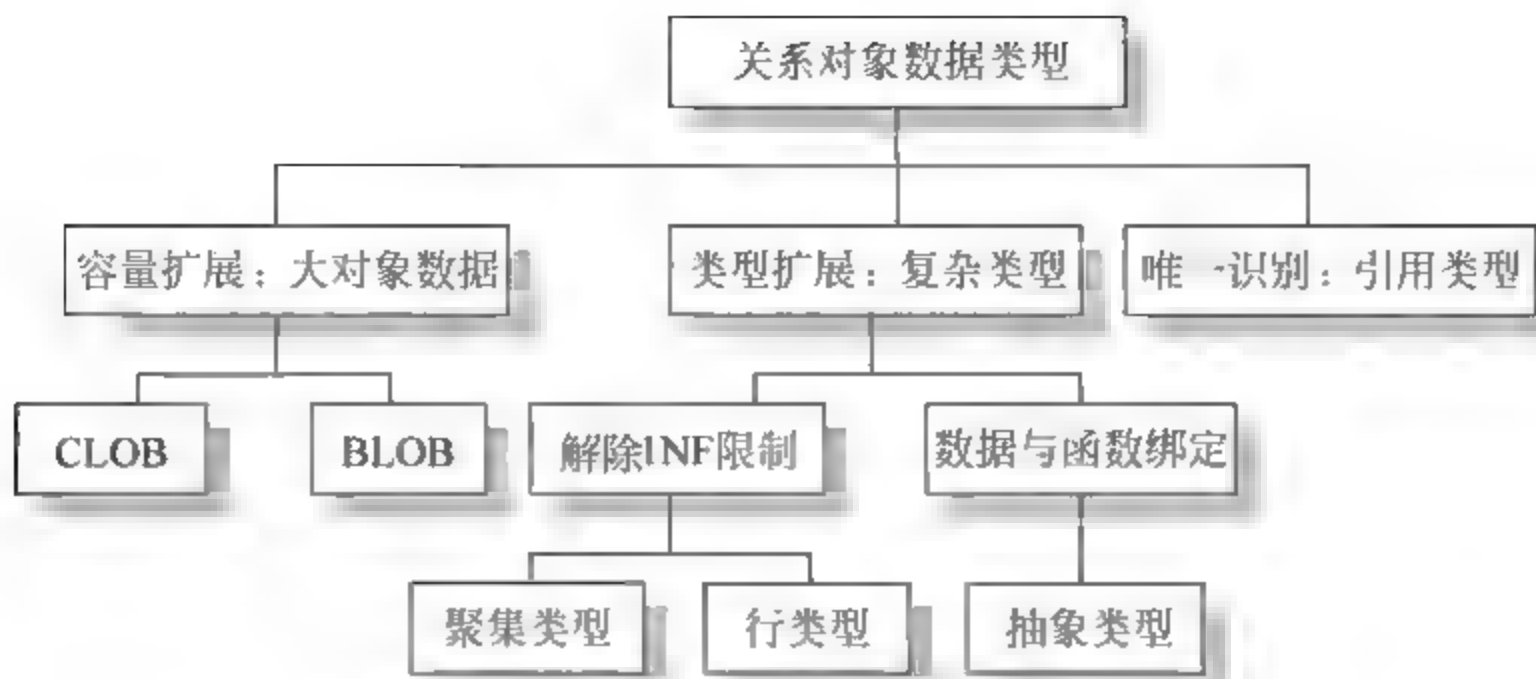 关系对象数据类型
容量扩展：大对象数据
类型扩展：复杂类型
唯一识别：引用类型
CLOB
BLOB
解除1NF限制
数据与函数绑定
聚集类型
行类型
抽象类型